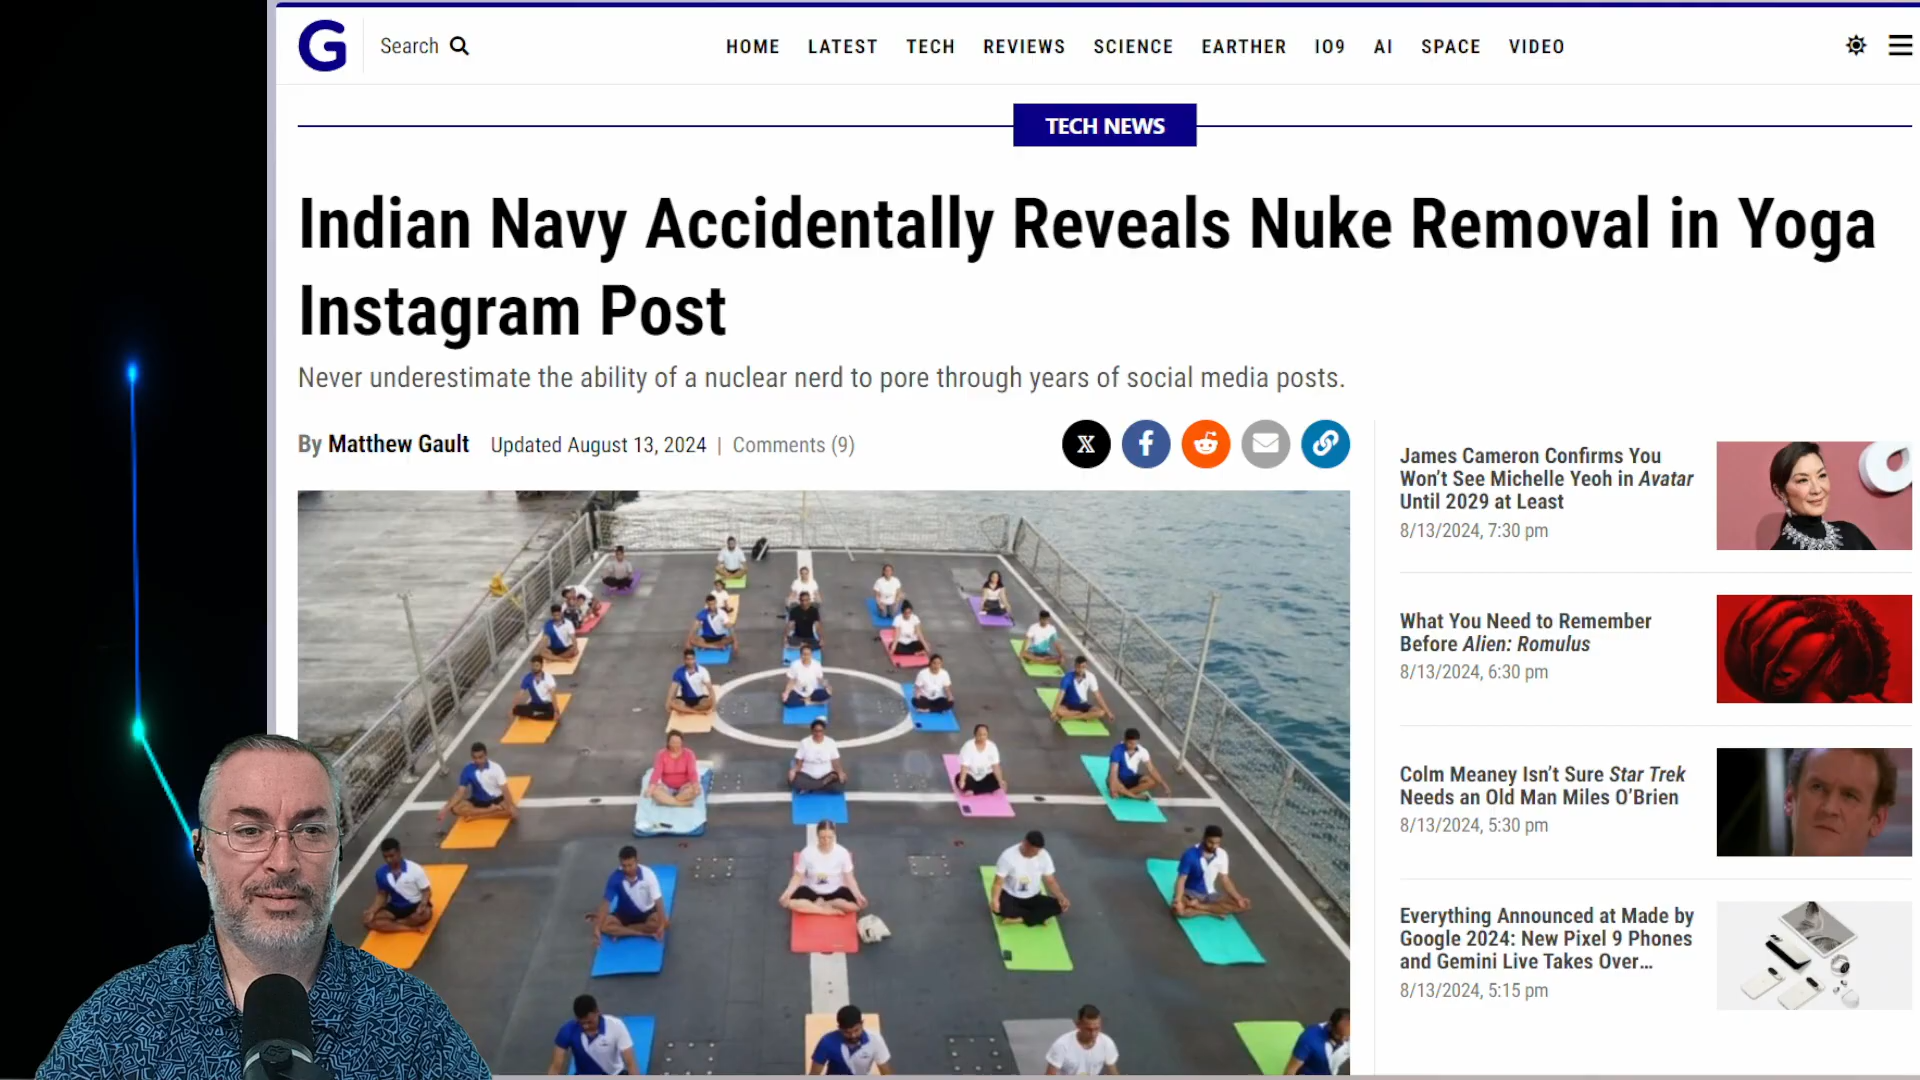 G
Search
HOME LATEST TECH REVIEWS SCIENCE EARTHER IO9 AI SPACE VIDEO
TECH NEWS
Indian Navy Accidentally Reveals Nuke Removal in Yoga
Instagram Post
Never underestimate the ability of a nuclear nerd to pore through years of social media posts.
By Matthew Gault Updated August 13, 2024 | Comments (9)
X f
James Cameron Confirms You
Won't See Michelle Yeoh in Avatar
Until 2029 at Least
8/13/2024, 7:30 pm
What You Need to Remember
Before Alien: Romulus
8/13/2024, 6:30 pm
Colm Meaney Isn't Sure Star Trek
Needs an Old Man Miles O'Brien
8/13/2024, 5:30 pm
Everything Announced at Made by
Google 2024: New Pixel 9 Phones
and Gemini Live Takes Over...
8/13/2024, 5:15 pm